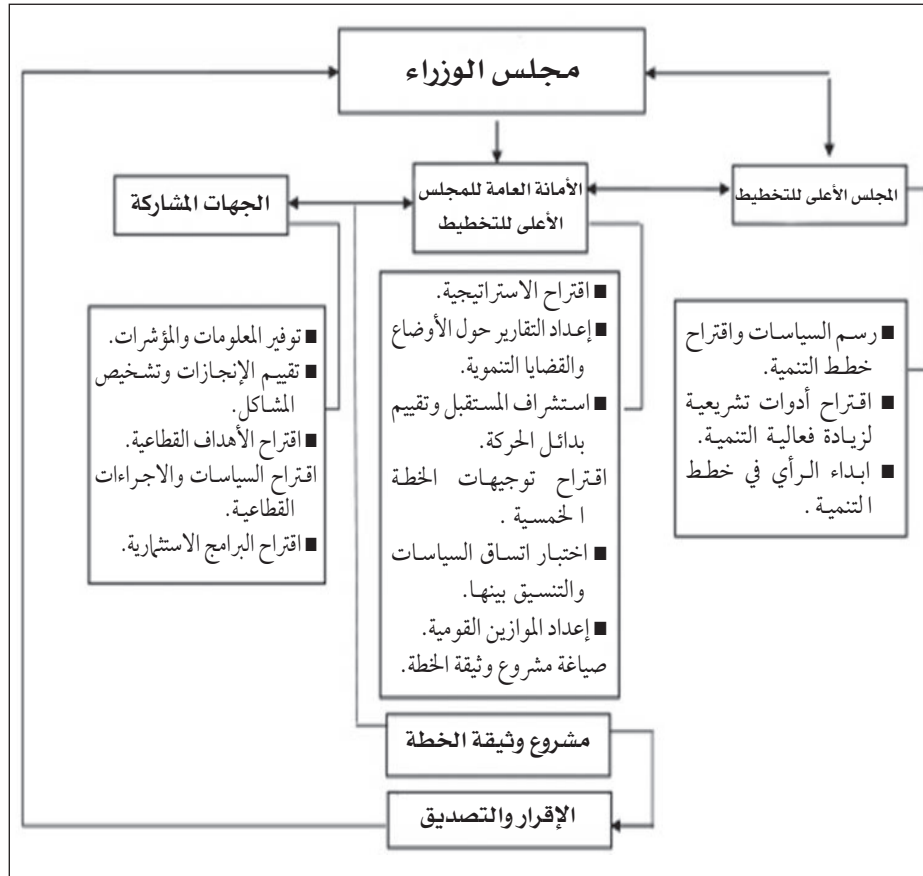 مجلس الوزراء
المجلس الأعلى للتخطيط
الأمانة العامة للمجلس
الأعلى للتخطيط
الجهات المشاركة
■ رسم السياسات واقتراح
خطط التنمية.
■ اقتراح أدوات تشريعية
لزيادة فعالية التنمية.
■ ابداء الرأي في خطط
التنمية .
■ اقتراح الاستراتيجية.
■ إعداد التقارير حول الأوضاع
والقضايا التنموية.
■ استشراف المستقبل وتقييم
بدائل الحركة.
اقتراح توجيهات الخطة
ا لخمسية .
■ اختبار اتساق السياسات
والتنسيق بينها.
■ إعداد الموازين القومية.
صياغة مشروع وثيقة الخطة.
■ توفير المعلومات والمؤشرات.
■ تقييم الإنجازات وتشخيص
المشاكل.
■ اقتراح الأهداف القطاعية.
اقتراح السياسات والاجراءات
القطاعية.
■ اقتراح البرامج الاستثمارية.
مشروع وثيقة الخطة
الإقرار والتصديق